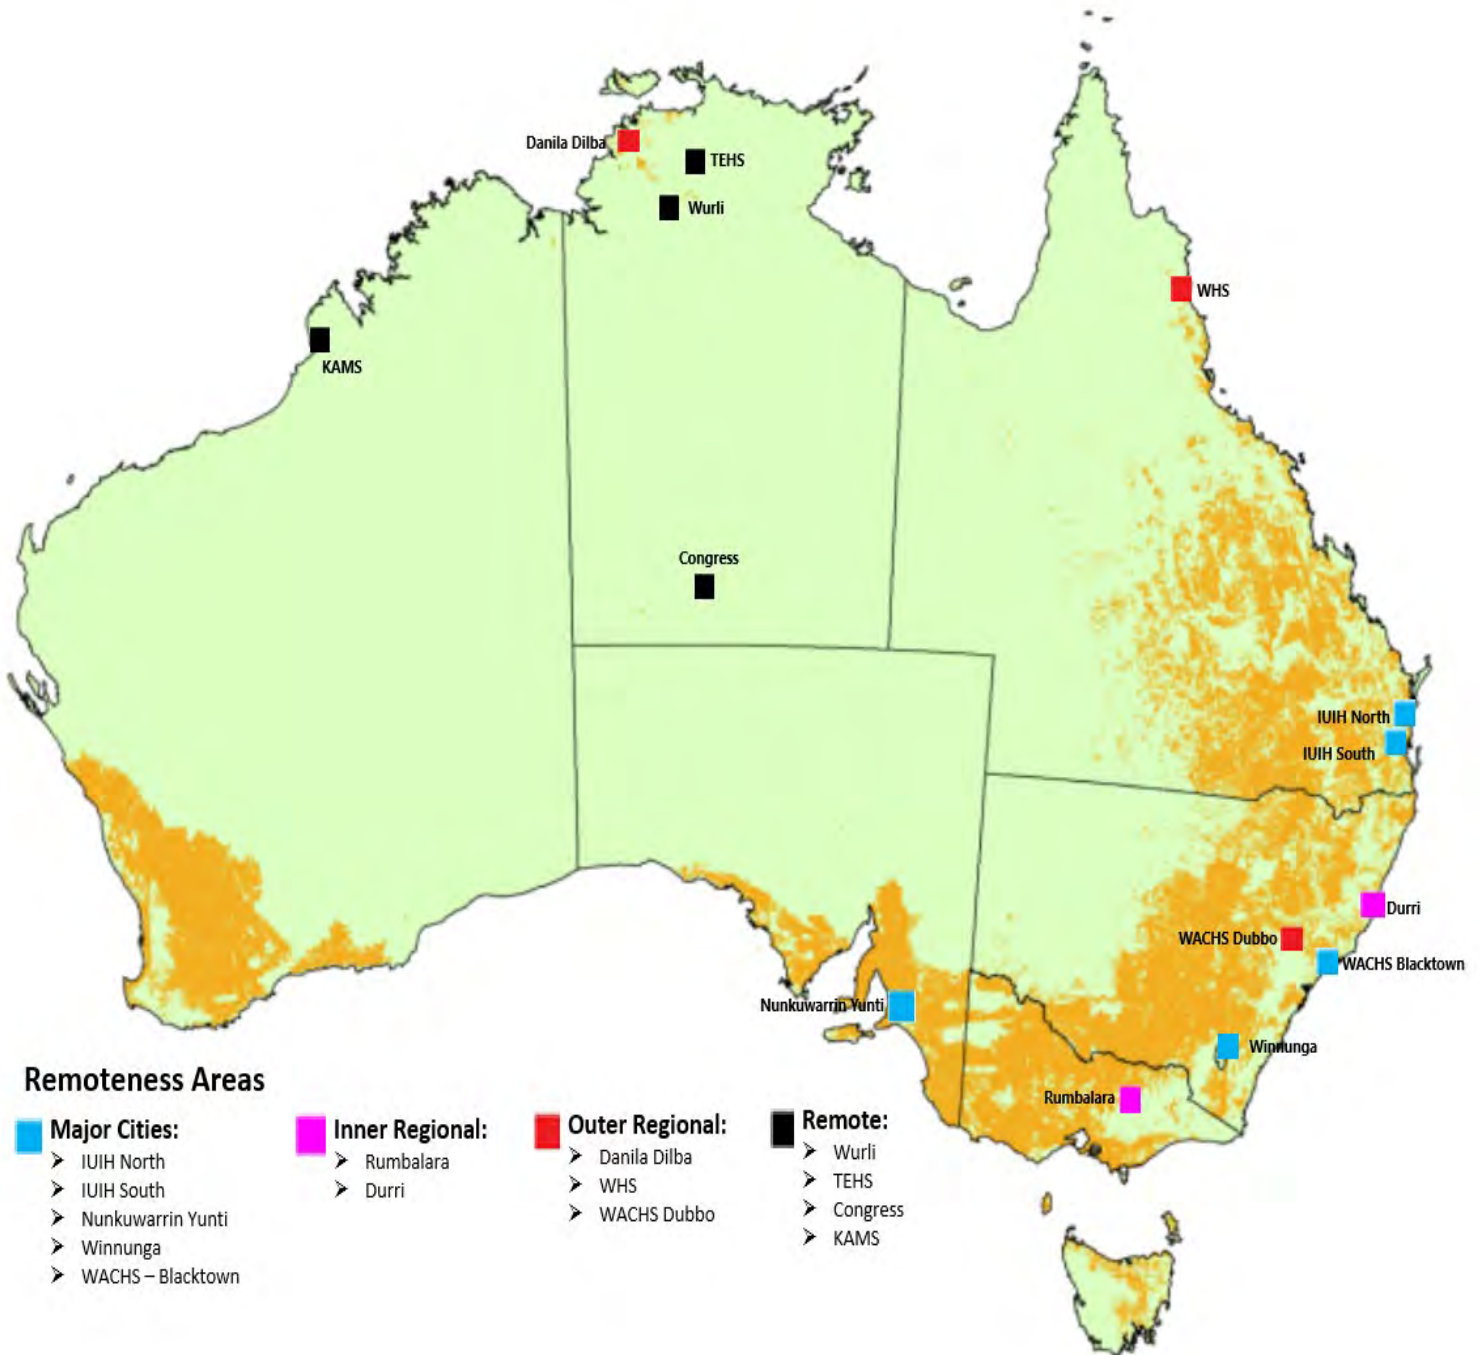 Danila Dilba
TEHS
Wurli
WHS
KAMS
Congress
IUIH North
IUIH South
Durri
WACHS Dubbo
WACHS Blacktown
Nunkuwarrin Yunti
Winnunga
Rumbalara
Remoteness Areas
Major Cities:
➢ IUIH North
➢ IUIH South
➢ Nunkuwarrin Yunti
➢ Winnunga
➢ WACHS – Blacktown
Inner Regional:
➢ Rumbalara
➢ Durri
Outer Regional:
➢ Danila Dilba
➢ WHS
➢ WACHS Dubbo
Remote:
➢ Wurli
➢ TEHS
➢ Congress
➢ KAMS